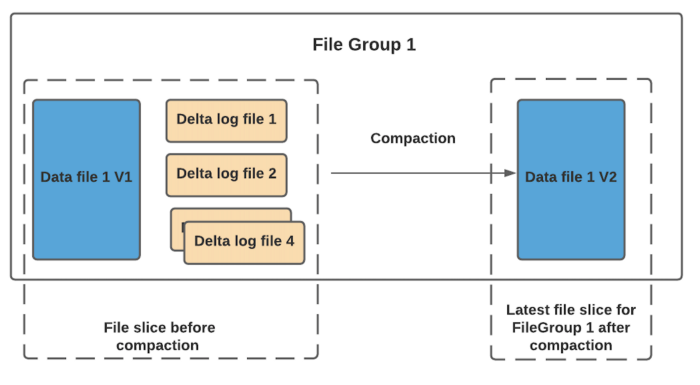 File Group 1
Delta log file 1
Compaction
Delta log file 2
Data file 1 V1
Data file 1 V2
Delta log file 4
File slice before
compaction
Latest file slice for
FileGroup 1 after
compaction